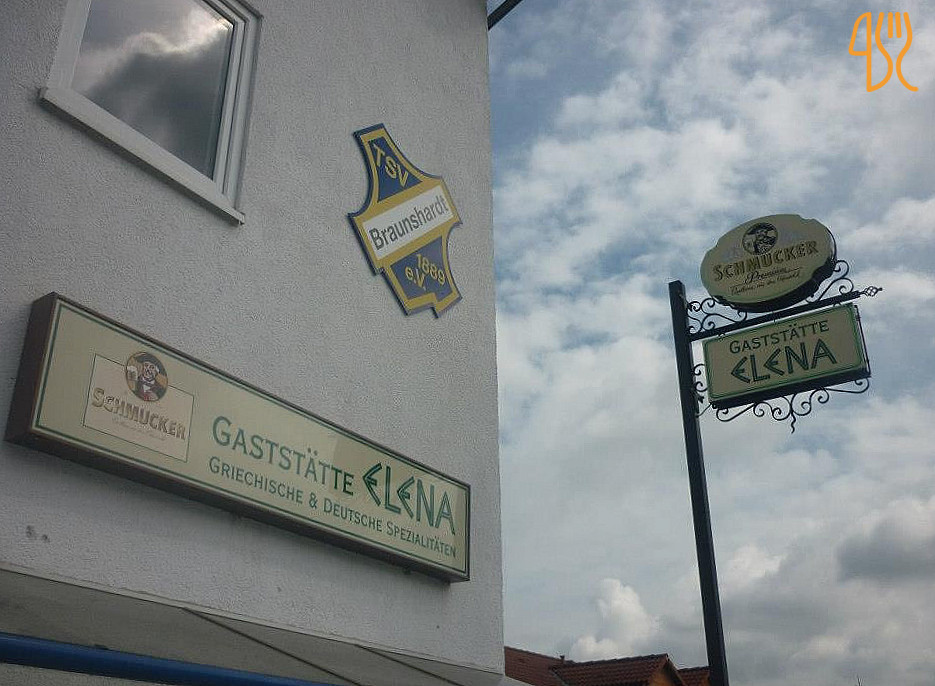 TSV
Braunshardt
1889
e.V
SCHMUCKER
GASTSTÄTTE ELENA
GRIECHISCHE & DEUTSCHE SPEZIALITÄTEN
SCHMUCKER
Premium
GASTSTÄTTE
ELENA